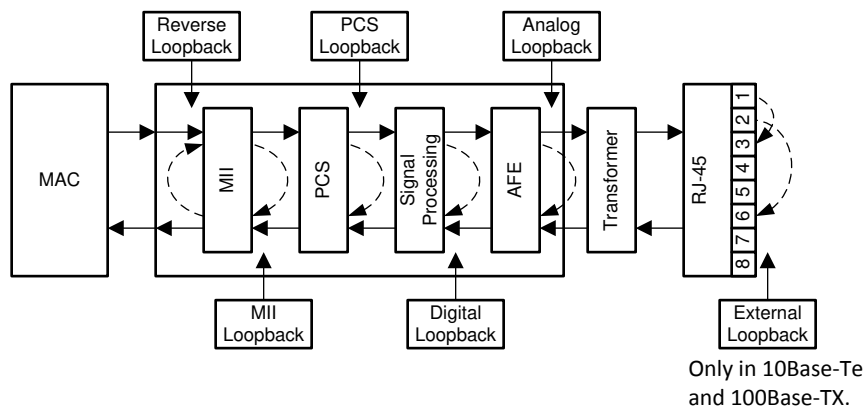 Reverse
Loopback
PCS
Loopback
Analog
Loopback
MAC
MII
PCS
Signal
Processing
AFE
Transformer
RJ-45
1
2
3
4
5
6
7
8
MII
Loopback
Digital
Loopback
External
Loopback
Only in 10Base-Te
and 100Base-TX.